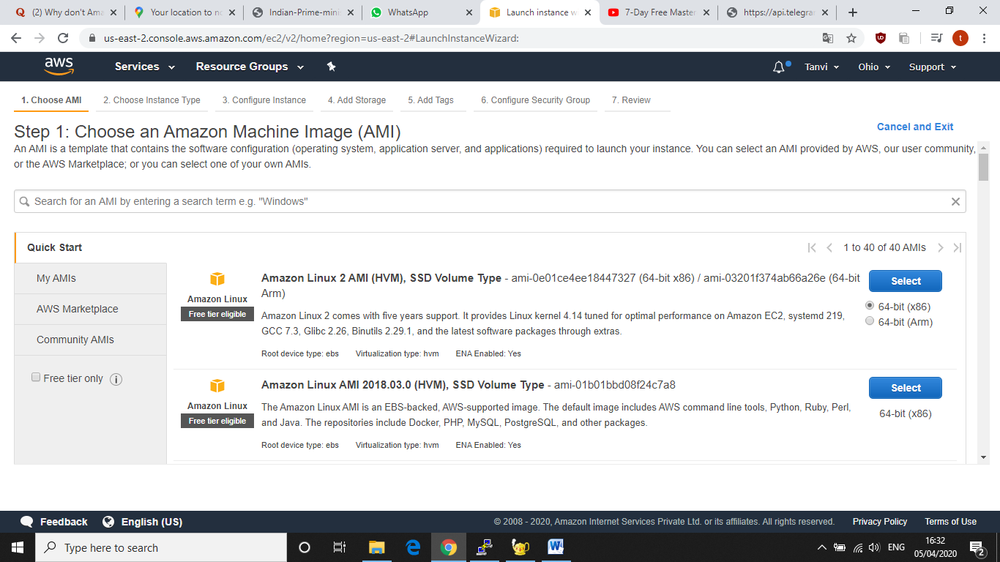 (2) Why don't Ama
Your location to no
Indian-Prime-minis
WhatsApp
Launch instance w
7-Day Free Master
https://api.telegra
us-east-2.console.aws.amazon.com/ec2/v2/home?region=us-east-2#LaunchInstanceWizard:
t
aws
Services
Resource Groups
Tanvi
Ohio
Support
1. Choose AMI
2. Choose Instance Type
3. Configure Instance
4. Add Storage
5. Add Tags
6. Configure Security Group
7. Review
Step 1: Choose an Amazon Machine Image (AMI)
Cancel and Exit
An AMI is a template that contains the software configuration (operating system, application server, and applications) required to launch your instance. You can select an AMI provided by AWS, our user community,
or the AWS Marketplace; or you can select one of your own AMIs.
Search for an AMI by entering a search term e.g. "Windows"
Quick Start
1 to 40 of 40 AMIs
My AMIs
AWS Marketplace
Community AMIs
Free tier only
Amazon Linux
Free tier eligible
Amazon Linux 2 AMI (HVM), SSD Volume Type - ami-0e01ce4ee18447327 (64-bit x86) / ami-03201f374ab66a26e (64-bit
Arm)
Amazon Linux 2 comes with five years support. It provides Linux kernel 4.14 tuned for optimal performance on Amazon EC2, systemd 219,
GCC 7.3, Glibc 2.26, Binutils 2.29.1, and the latest software packages through extras.
Root device type: ebs
Virtualization type: hvm
ENA Enabled: Yes
Select
64-bit (x86)
64-bit (Arm)
Amazon Linux
Free tier eligible
Amazon Linux AMI 2018.03.0 (HVM), SSD Volume Type - ami-01b01bbd08f24c7a8
The Amazon Linux AMI is an EBS-backed, AWS-supported image. The default image includes AWS command line tools, Python, Ruby, Perl,
and Java. The repositories include Docker, PHP, MySQL, PostgreSQL, and other packages.
Root device type: ebs
Virtualization type: hvm
ENA Enabled: Yes
Select
64-bit (x86)
Feedback
English (US)
© 2008 - 2020, Amazon Internet Services Private Ltd. or its affiliates. All rights reserved.
Privacy Policy
Terms of Use
Type here to search
ENG
16:32
05/04/2020
2